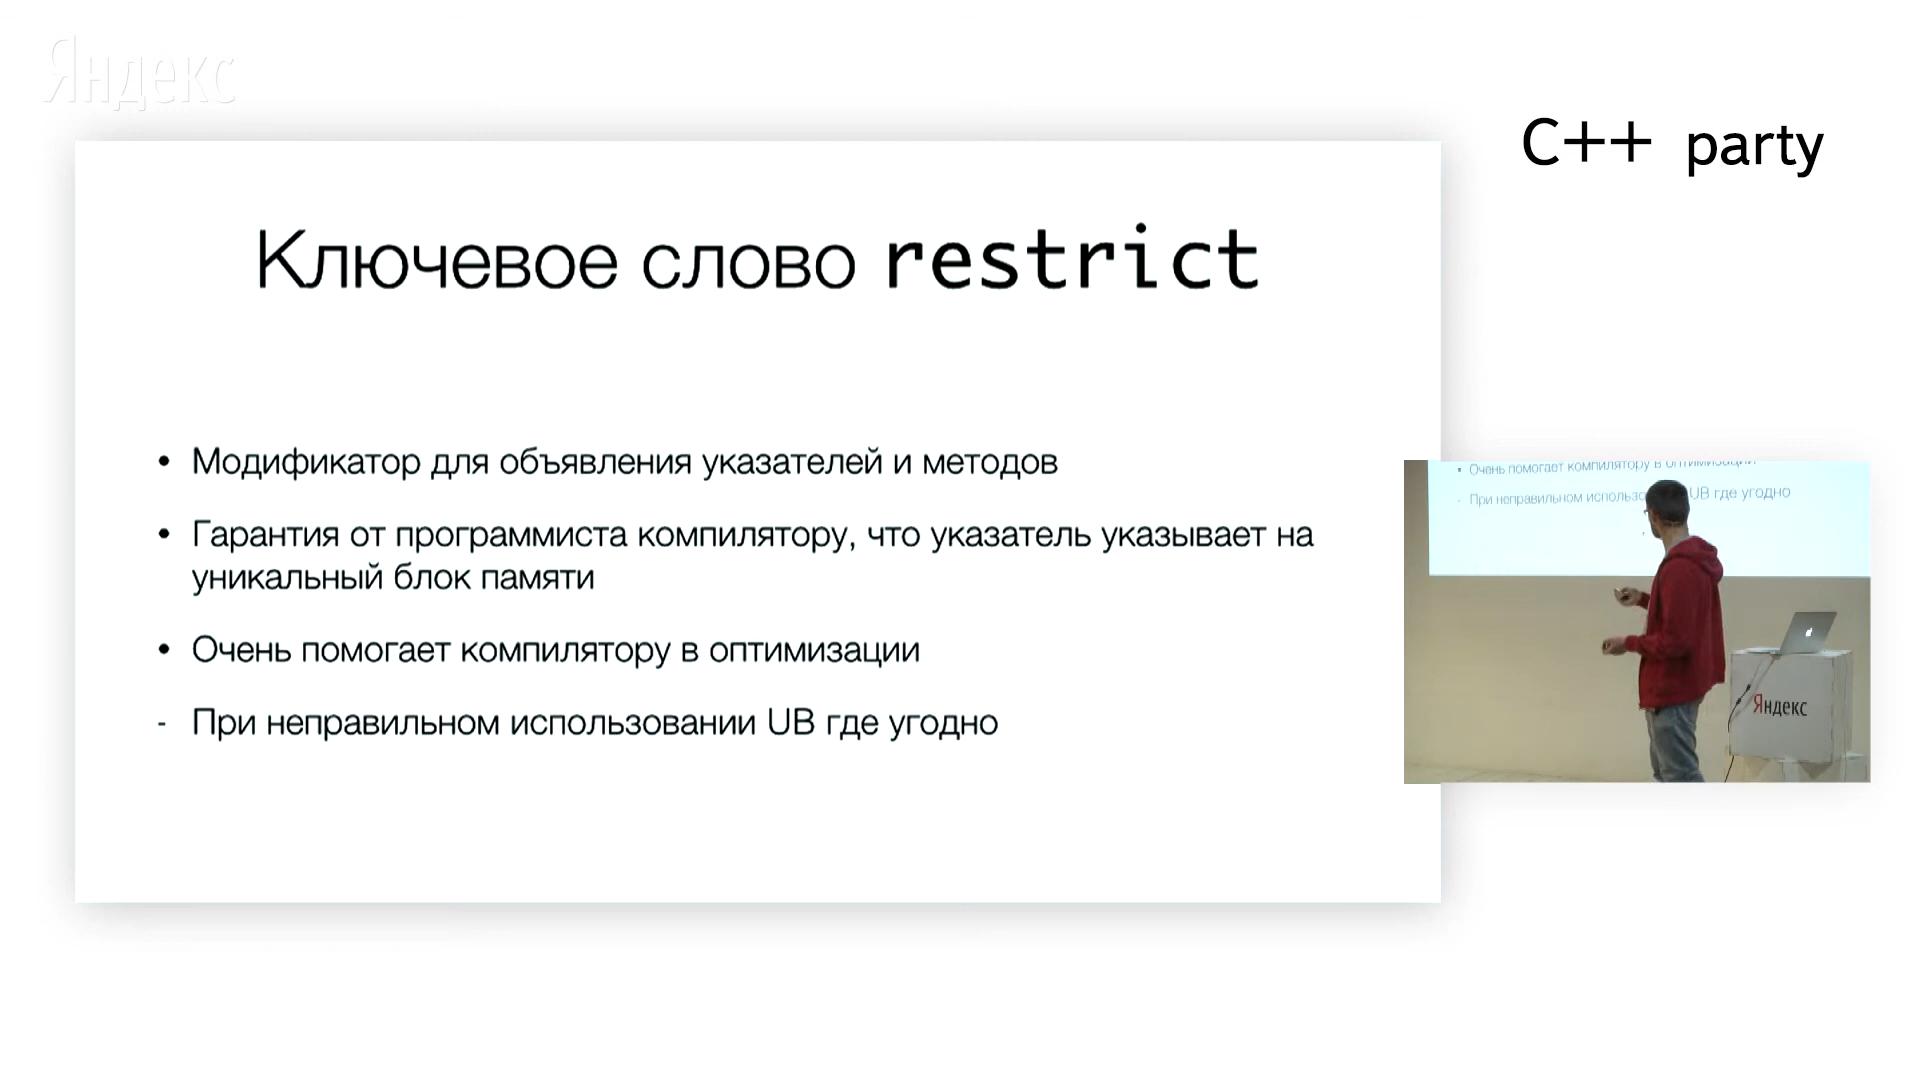 Яндекс
C++ party
Ключевое слово restrict
• Модификатор для объявления указателей и методов
• Гарантия от программиста компилятору, что указатель указывает на
уникальный блок памяти
• Очень помогает компилятору в оптимизации
- При неправильном использовании UB где угодно
• Очень помогает компилятору в оптимизации
- При неправильном UB где угодно
Яндекс